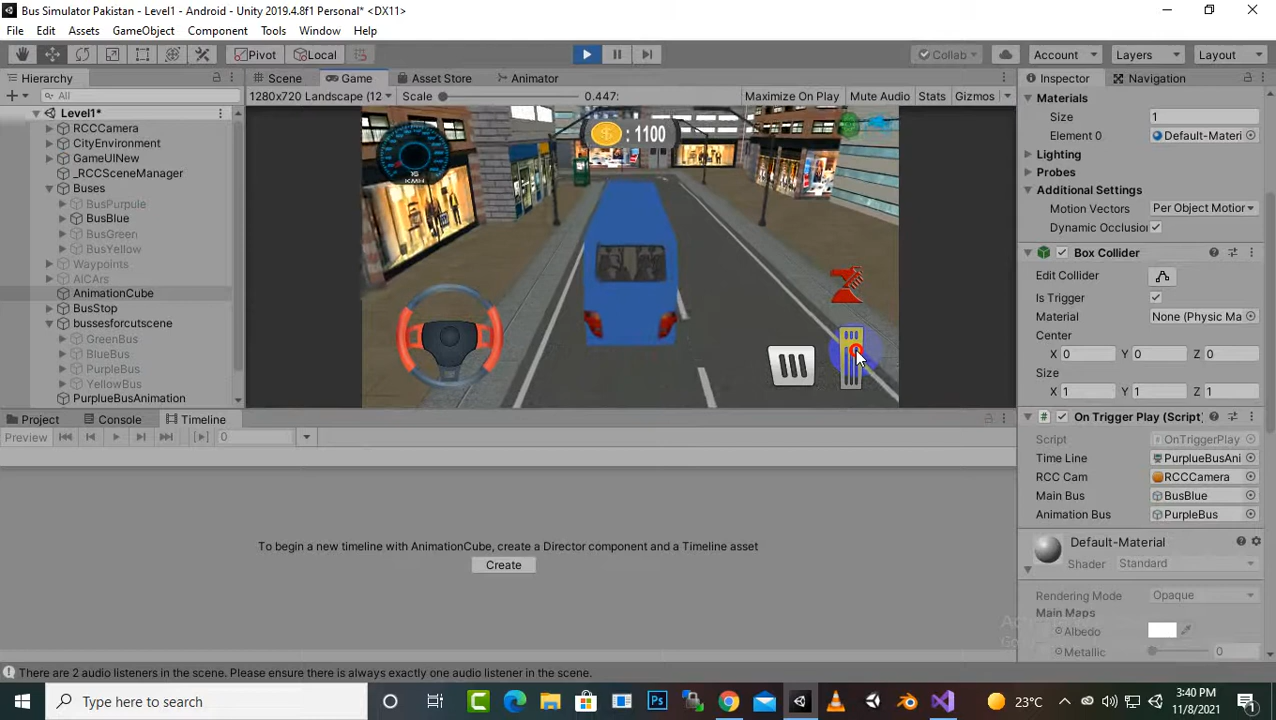 Bus Simulator Pakistan - Level1 - Android - Unity 2019.4.8f1 Personal* <DX11>
File Edit Assets GameObject Component Tools Window Help
Pivot Local Collab Account Layers Layout
Hierarchy Scene Game Asset Store Animator Inspector Navigation
All 1280x720 Landscape (12 Scale 0.447: Maximize On Play Mute Audio Stats Gizmos
Level1*
RCCCamera
CityEnvironment
GameUINew
_RCCSceneManager
Buses
BusPurpule
BusBlue
BusGreen
BusYellow
Waypoints
AICArs
AnimationCube
BusStop
bussesforcutscene
GreenBus
BlueBus
PurpleBus
YellowBus
PurplueBusAnimation
: 1100
KMH
Materials
Size 1
Element 0 Default-Materi
Lighting
Probes
Additional Settings
Motion Vectors Per Object Motior
Dynamic Occlusion
Box Collider
Edit Collider
Is Trigger
Material None (Physic Ma
Center
X 0 Y 0 Z 0
Size
X 1 Y 1 Z 1
On Trigger Play (Script)
Script OnTriggerPlay
Time Line PurplueBusAni
RCC Cam RCCCamera
Main Bus BusBlue
Animation Bus PurpleBus
Default-Material
Shader Standard
Rendering Mode Opaque
Main Maps
Albedo
Metallic 0
Project Console Timeline
Preview 0
To begin a new timeline with AnimationCube, create a Director component and a Timeline asset
Create
There are 2 audio listeners in the scene. Please ensure there is always exactly one audio listener in the scene.
Type here to search
Ps
23°C
3:40 PM
11/8/2021
1